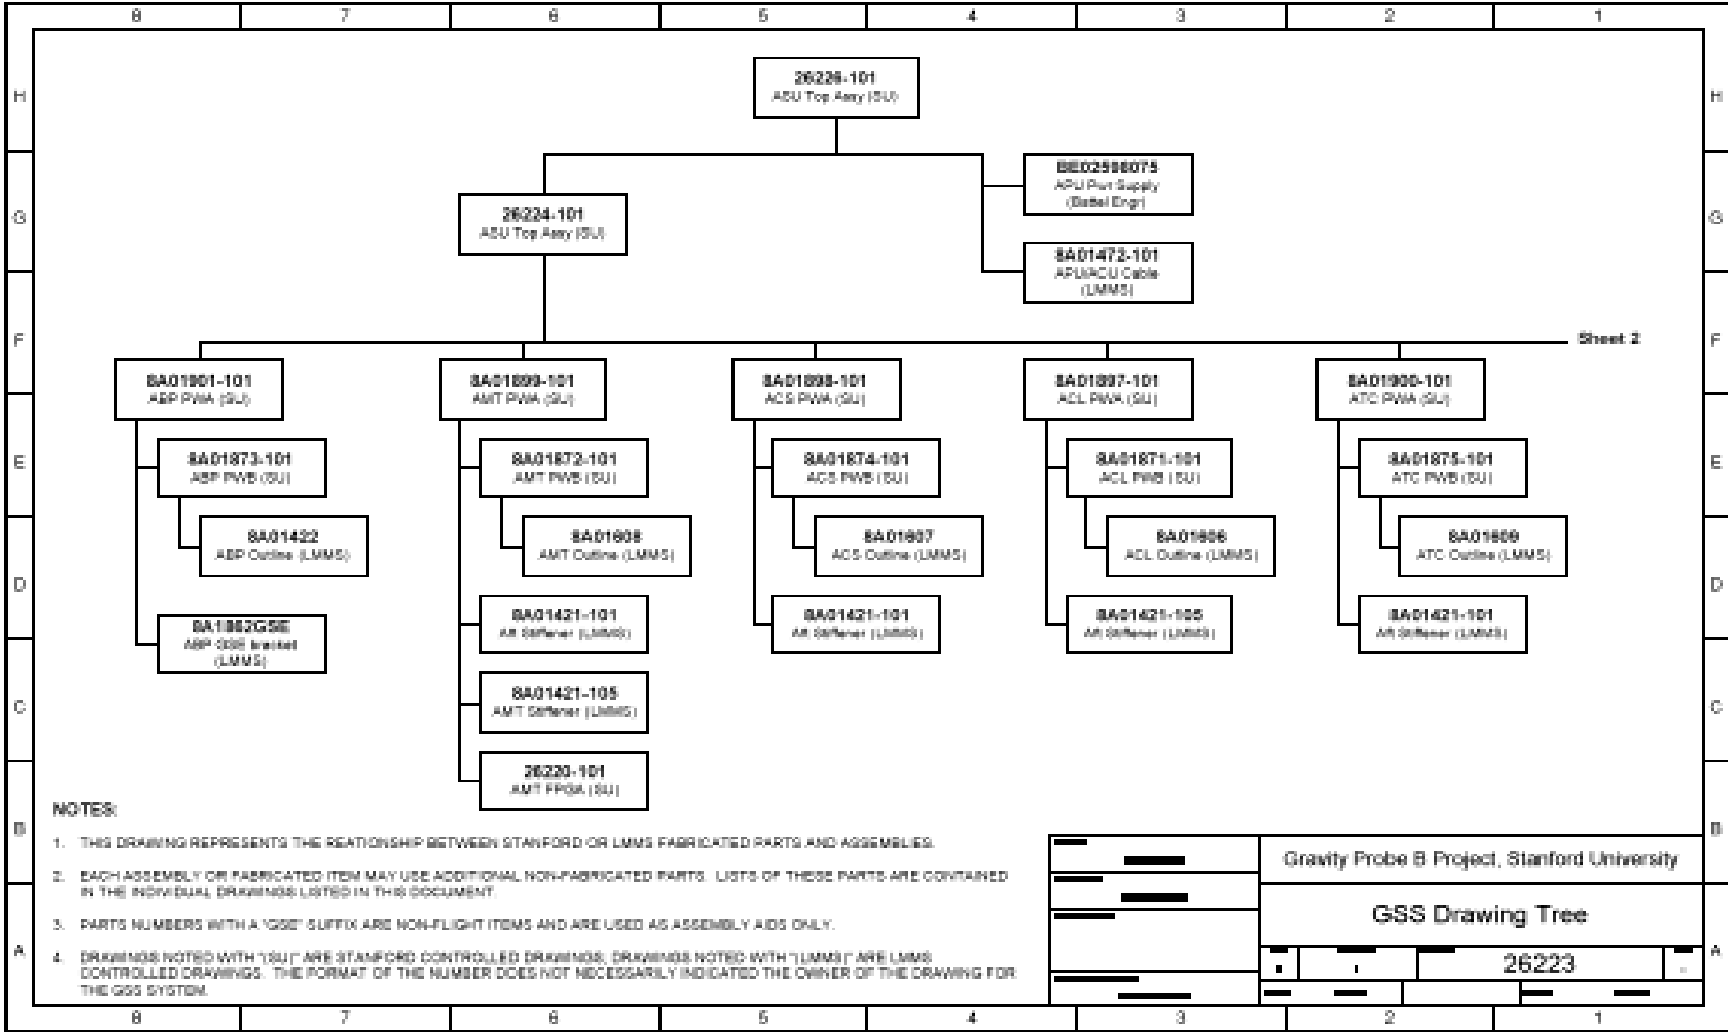 8 7 6 5 4 3 2 1
H H
26226-101
ASU Top Assy (SU)
G G
BE02598075
APU Pwr Supply
(Battel Engr)
26224-101
ASU Top Assy (SU)
8A01472-101
APU/ACU Cable
(LMMS)
F F
Sheet 2
8A01901-101
ABP PWA (SU)
8A01899-101
AMT PWA (SU)
8A01898-101
ACS PWA (SU)
8A01897-101
ACL PWA (SU)
8A01900-101
ATC PWA (SU)
E E
8A01873-101
ABP PWB (SU)
8A01872-101
AMT PWB (SU)
8A01874-101
ACS PWB (SU)
8A01871-101
ACL PWB (SU)
8A01875-101
ATC PWB (SU)
8A01422
ABP Outline (LMMS)
8A01608
AMT Outline (LMMS)
8A01607
ACS Outline (LMMS)
8A01606
ACL Outline (LMMS)
8A01609
ATC Outline (LMMS)
D D
8A1862GSE
ABP GSE bracket
(LMMS)
8A01421-101
Aft Stiffener (LMMS)
8A01421-101
Aft Stiffener (LMMS)
8A01421-105
Aft Stiffener (LMMS)
8A01421-101
Aft Stiffener (LMMS)
C C
8A01421-105
AMT Stiffener (LMMS)
26220-101
AMT FPGA (SU)
B B
NOTES:
1. THIS DRAWING REPRESENTS THE REATIONSHIP BETWEEN STANFORD OR LMMS FABRICATED PARTS AND ASSEMBLIES.
2. EACH ASSEMBLY OR FABRICATED ITEM MAY USE ADDITIONAL NON-FABRICATED PARTS. LISTS OF THESE PARTS ARE CONTAINED
IN THE INDIVIDUAL DRAWINGS LISTED IN THIS DOCUMENT.
3. PARTS NUMBERS WITH A "GSE" SUFFIX ARE NON-FLIGHT ITEMS AND ARE USED AS ASSEMBLY AIDS ONLY.
4. DRAWINGS NOTED WITH "(SU)" ARE STANFORD CONTROLLED DRAWINGS; DRAWINGS NOTED WITH "(LMMS)" ARE LMMS
CONTROLLED DRAWINGS. THE FORMAT OF THE NUMBER DOES NOT NECESSARILY INDICATED THE OWNER OF THE DRAWING FOR
THE GSS SYSTEM.
A A
Gravity Probe B Project, Stanford University
GSS Drawing Tree
26223
8 7 6 5 4 3 2 1